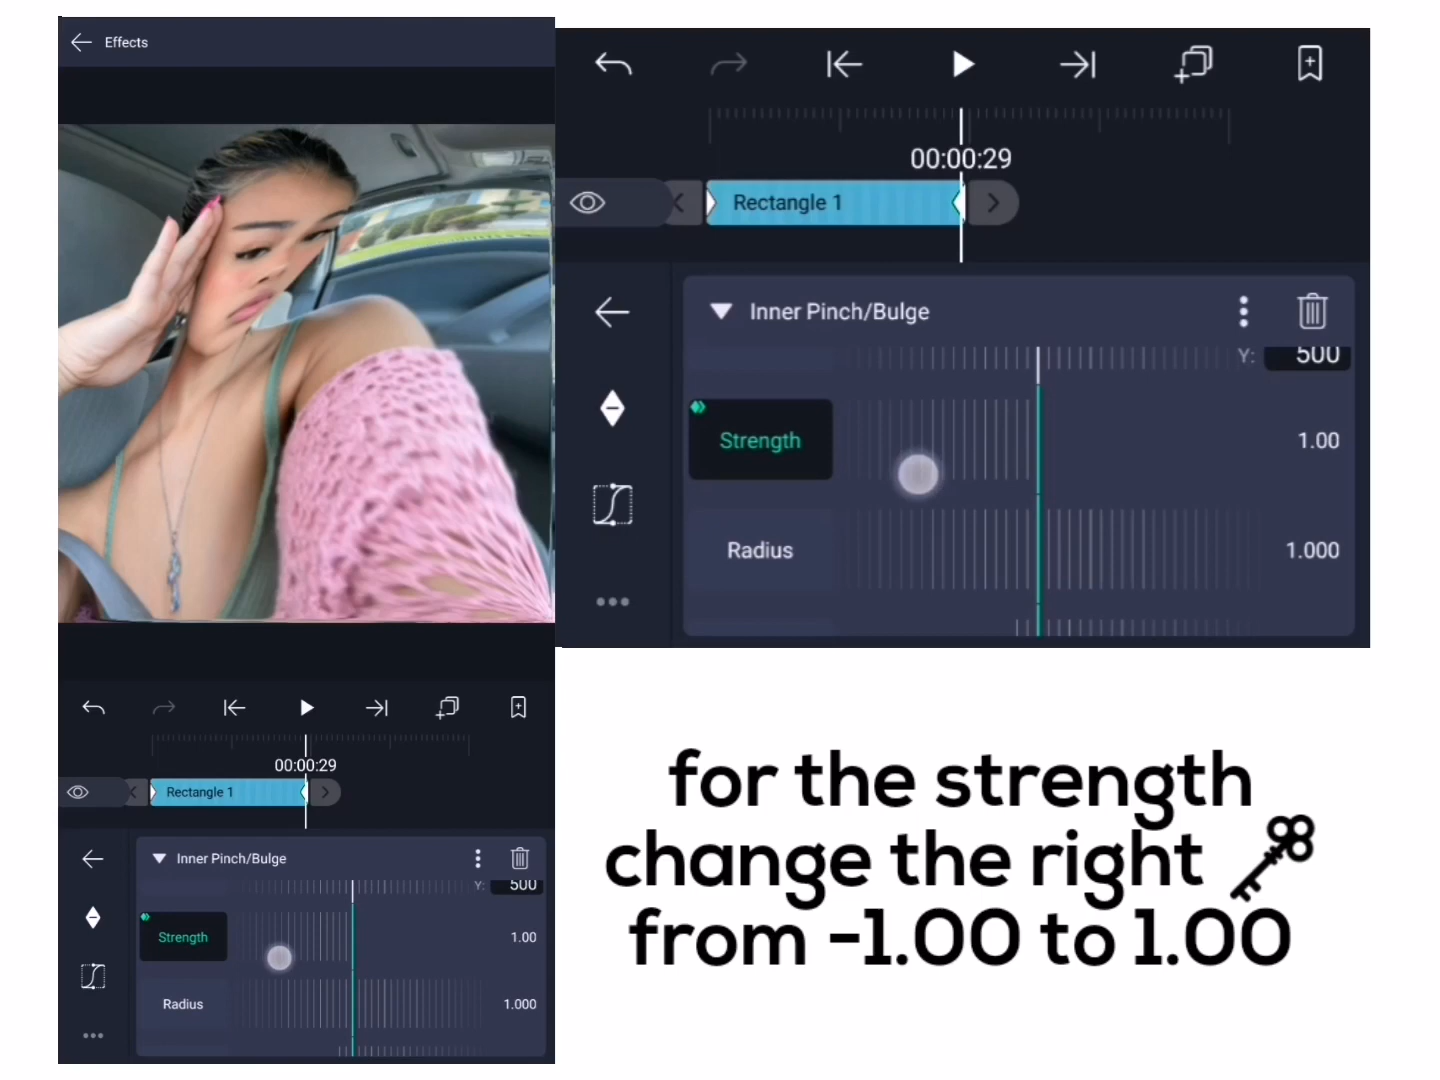 Effects
00:00:29
Rectangle 1
Inner Pinch/Bulge
Y: 500
Strength 1.00
Radius 1.000
00:00:29
Rectangle 1
Inner Pinch/Bulge
Y: 500
Strength 1.00
Radius 1.000
for the strength
change the right
from -1.00 to 1.00